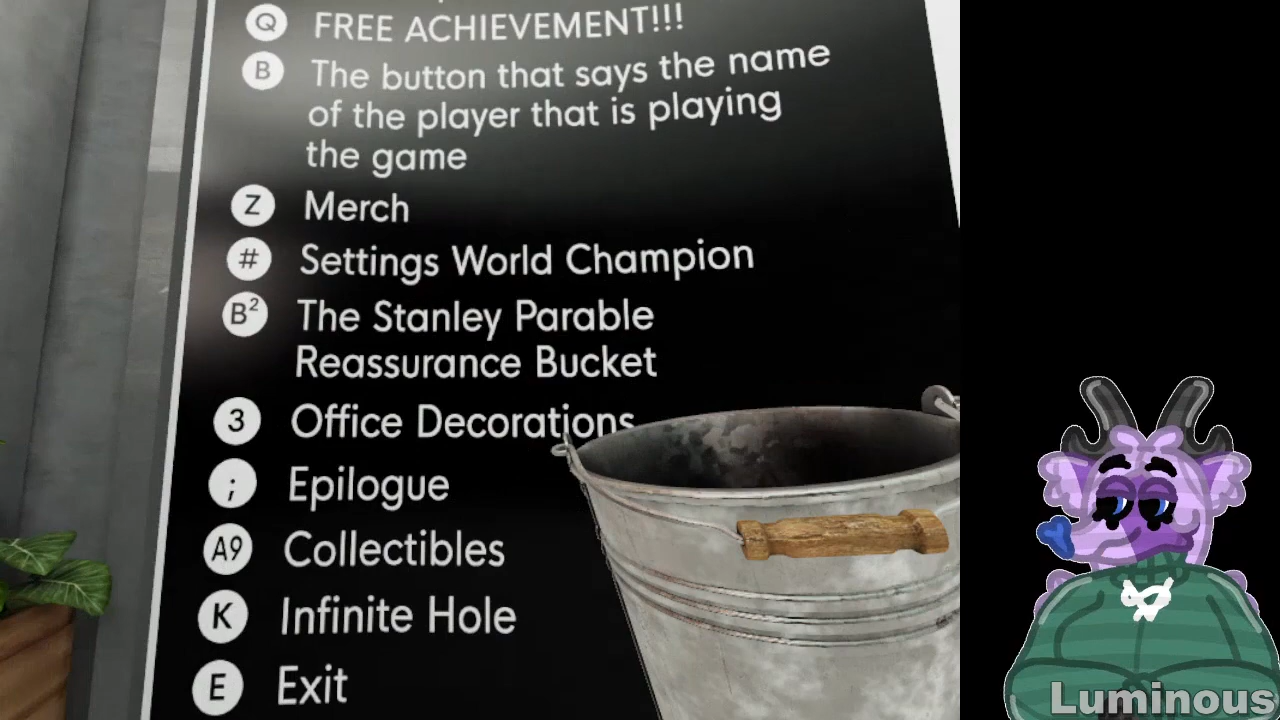 Q FREE ACHIEVEMENT!!!
B The button that says the name
of the player that is playing
the game
Z Merch
# Settings World Champion
B² The Stanley Parable
Reassurance Bucket
3 Office Decorations
; Epilogue
A9 Collectibles
K Infinite Hole
E Exit
Luminous